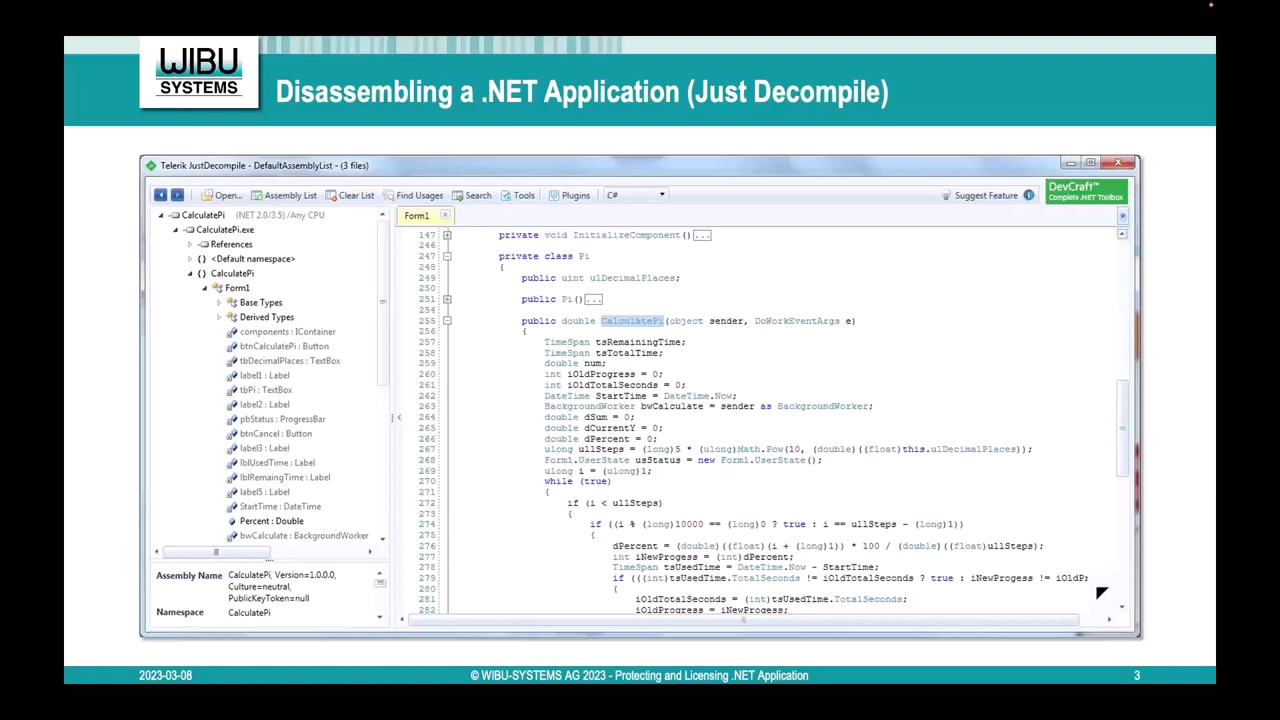 WIBU
SYSTEMS
Disassembling a .NET Application (Just Decompile)
Telerik JustDecompile - DefaultAssemblyList - (3 files)
Open... Assembly List Clear List Find Usages Search Tools Plugins C# Suggest Feature
DevCraft™
Complete .NET Toolbox
CalculatePi (NET 2.0/3.5) /Any CPU
CalculatePi.exe
References
<Default namespace>
CalculatePi
Form1
Base Types
Derived Types
components : IContainer
btnCalculatePi : Button
tbDecimalPlaces : TextBox
label1 : Label
tbPi : TextBox
label2 : Label
pbStatus : ProgressBar
btnCancel : Button
label3 : Label
lblUsedTime : Label
lblRemaingTime : Label
label5 : Label
StartTime : DateTime
Percent : Double
bwCalculate : BackgroundWorker
Assembly Name CalculatePi, Version=1.0.0.0,
Culture=neutral,
PublicKeyToken=null
Namespace CalculatePi
Form1
147 private void InitializeComponent()...
246
247 private class Pi
248 {
249 public uint ulDecimalPlaces;
250
251 public Pi()...
254
255 public double CalculatePi(object sender, DoWorkEventArgs e)
256 {
257 TimeSpan tsRemainingTime;
258 TimeSpan tsTotalTime;
259 double num;
260 int iOldProgress = 0;
261 int iOldTotalSeconds = 0;
262 DateTime StartTime = DateTime.Now;
263 BackgroundWorker bwCalculate = sender as BackgroundWorker;
264 double dSum = 0;
265 double dCurrentY = 0;
266 double dPercent = 0;
267 ulong ullSteps = (long)5 * (ulong)Math.Pow(10, (double)((float)this.ulDecimalPlaces));
268 Form1.UserState usStatus = new Form1.UserState();
269 ulong i = (ulong)1;
270 while (true)
271 {
272 if (i < ullSteps)
273 {
274 if ((i % (long)10000 == (long)0 ? true : i == ullSteps - (long)1))
275 {
276 dPercent = (double)((float)(i + (long)1)) * 100 / (double)((float)ullSteps);
277 int iNewProgess = (int)dPercent;
278 TimeSpan tsUsedTime = DateTime.Now - StartTime;
279 if (((int)tsUsedTime.TotalSeconds != iOldTotalSeconds ? true : iNewProgess != iOldP
280 {
281 iOldTotalSeconds = (int)tsUsedTime.TotalSeconds;
282 iOldProgress = iNewProgess;
2023-03-08
© WIBU-SYSTEMS AG 2023 - Protecting and Licensing .NET Application
3